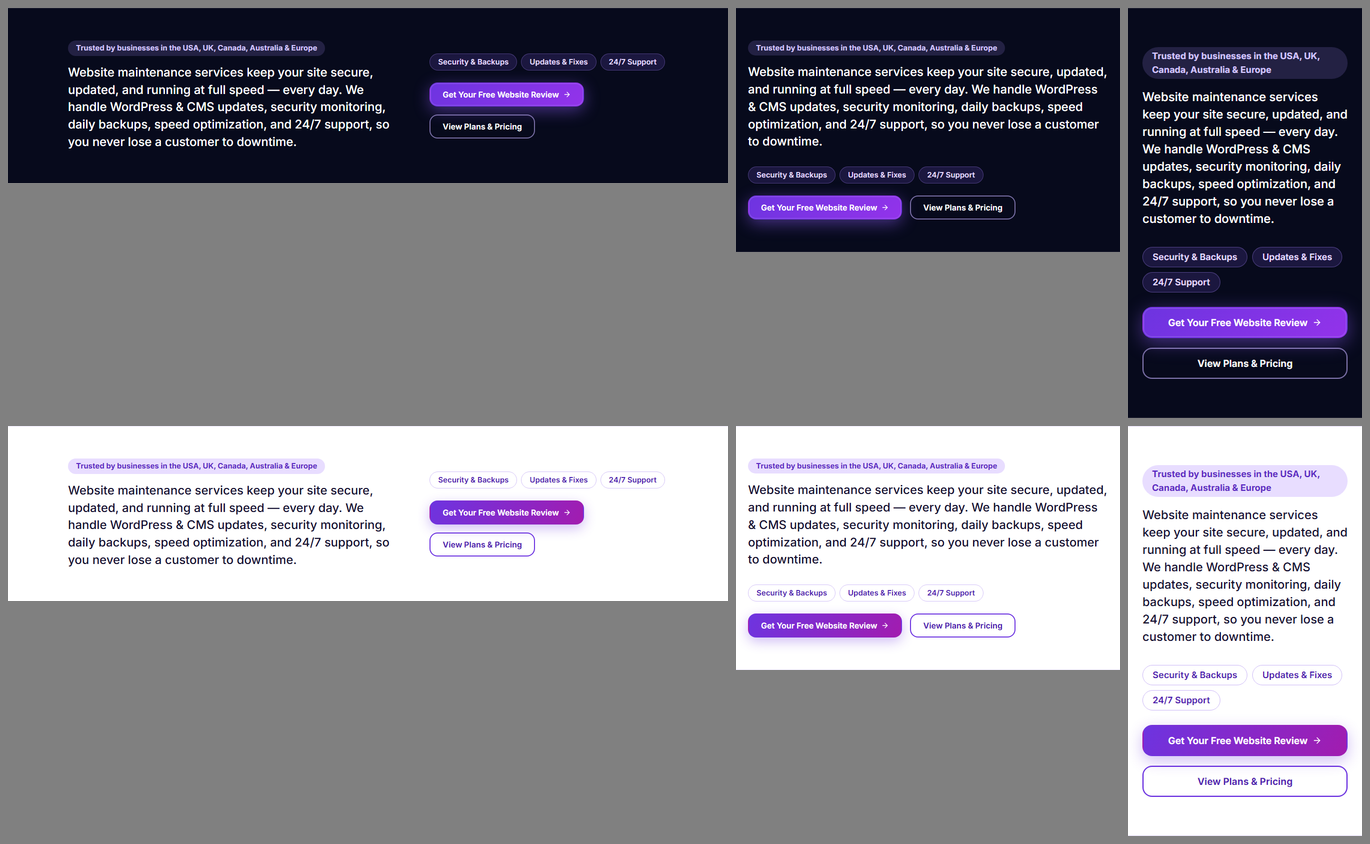 Trusted by businesses in the USA, UK, Canada, Australia & Europe
Website maintenance services keep your site secure,
updated, and running at full speed — every day. We
handle WordPress & CMS updates, security monitoring,
daily backups, speed optimization, and 24/7 support, so
you never lose a customer to downtime.
Security & Backups
Updates & Fixes
24/7 Support
Get Your Free Website Review →
View Plans & Pricing
Trusted by businesses in the USA, UK, Canada, Australia & Europe
Website maintenance services keep your site secure, updated,
and running at full speed — every day. We handle WordPress
& CMS updates, security monitoring, daily backups, speed
optimization, and 24/7 support, so you never lose a customer
to downtime.
Security & Backups
Updates & Fixes
24/7 Support
Get Your Free Website Review →
View Plans & Pricing
Trusted by businesses in the USA, UK,
Canada, Australia & Europe
Website maintenance services
keep your site secure, updated, and
running at full speed — every day.
We handle WordPress & CMS
updates, security monitoring, daily
backups, speed optimization, and
24/7 support, so you never lose a
customer to downtime.
Security & Backups
Updates & Fixes
24/7 Support
Get Your Free Website Review →
View Plans & Pricing
Trusted by businesses in the USA, UK, Canada, Australia & Europe
Website maintenance services keep your site secure,
updated, and running at full speed — every day. We
handle WordPress & CMS updates, security monitoring,
daily backups, speed optimization, and 24/7 support, so
you never lose a customer to downtime.
Security & Backups
Updates & Fixes
24/7 Support
Get Your Free Website Review →
View Plans & Pricing
Trusted by businesses in the USA, UK, Canada, Australia & Europe
Website maintenance services keep your site secure, updated,
and running at full speed — every day. We handle WordPress
& CMS updates, security monitoring, daily backups, speed
optimization, and 24/7 support, so you never lose a customer
to downtime.
Security & Backups
Updates & Fixes
24/7 Support
Get Your Free Website Review →
View Plans & Pricing
Trusted by businesses in the USA, UK,
Canada, Australia & Europe
Website maintenance services
keep your site secure, updated, and
running at full speed — every day.
We handle WordPress & CMS
updates, security monitoring, daily
backups, speed optimization, and
24/7 support, so you never lose a
customer to downtime.
Security & Backups
Updates & Fixes
24/7 Support
Get Your Free Website Review →
View Plans & Pricing